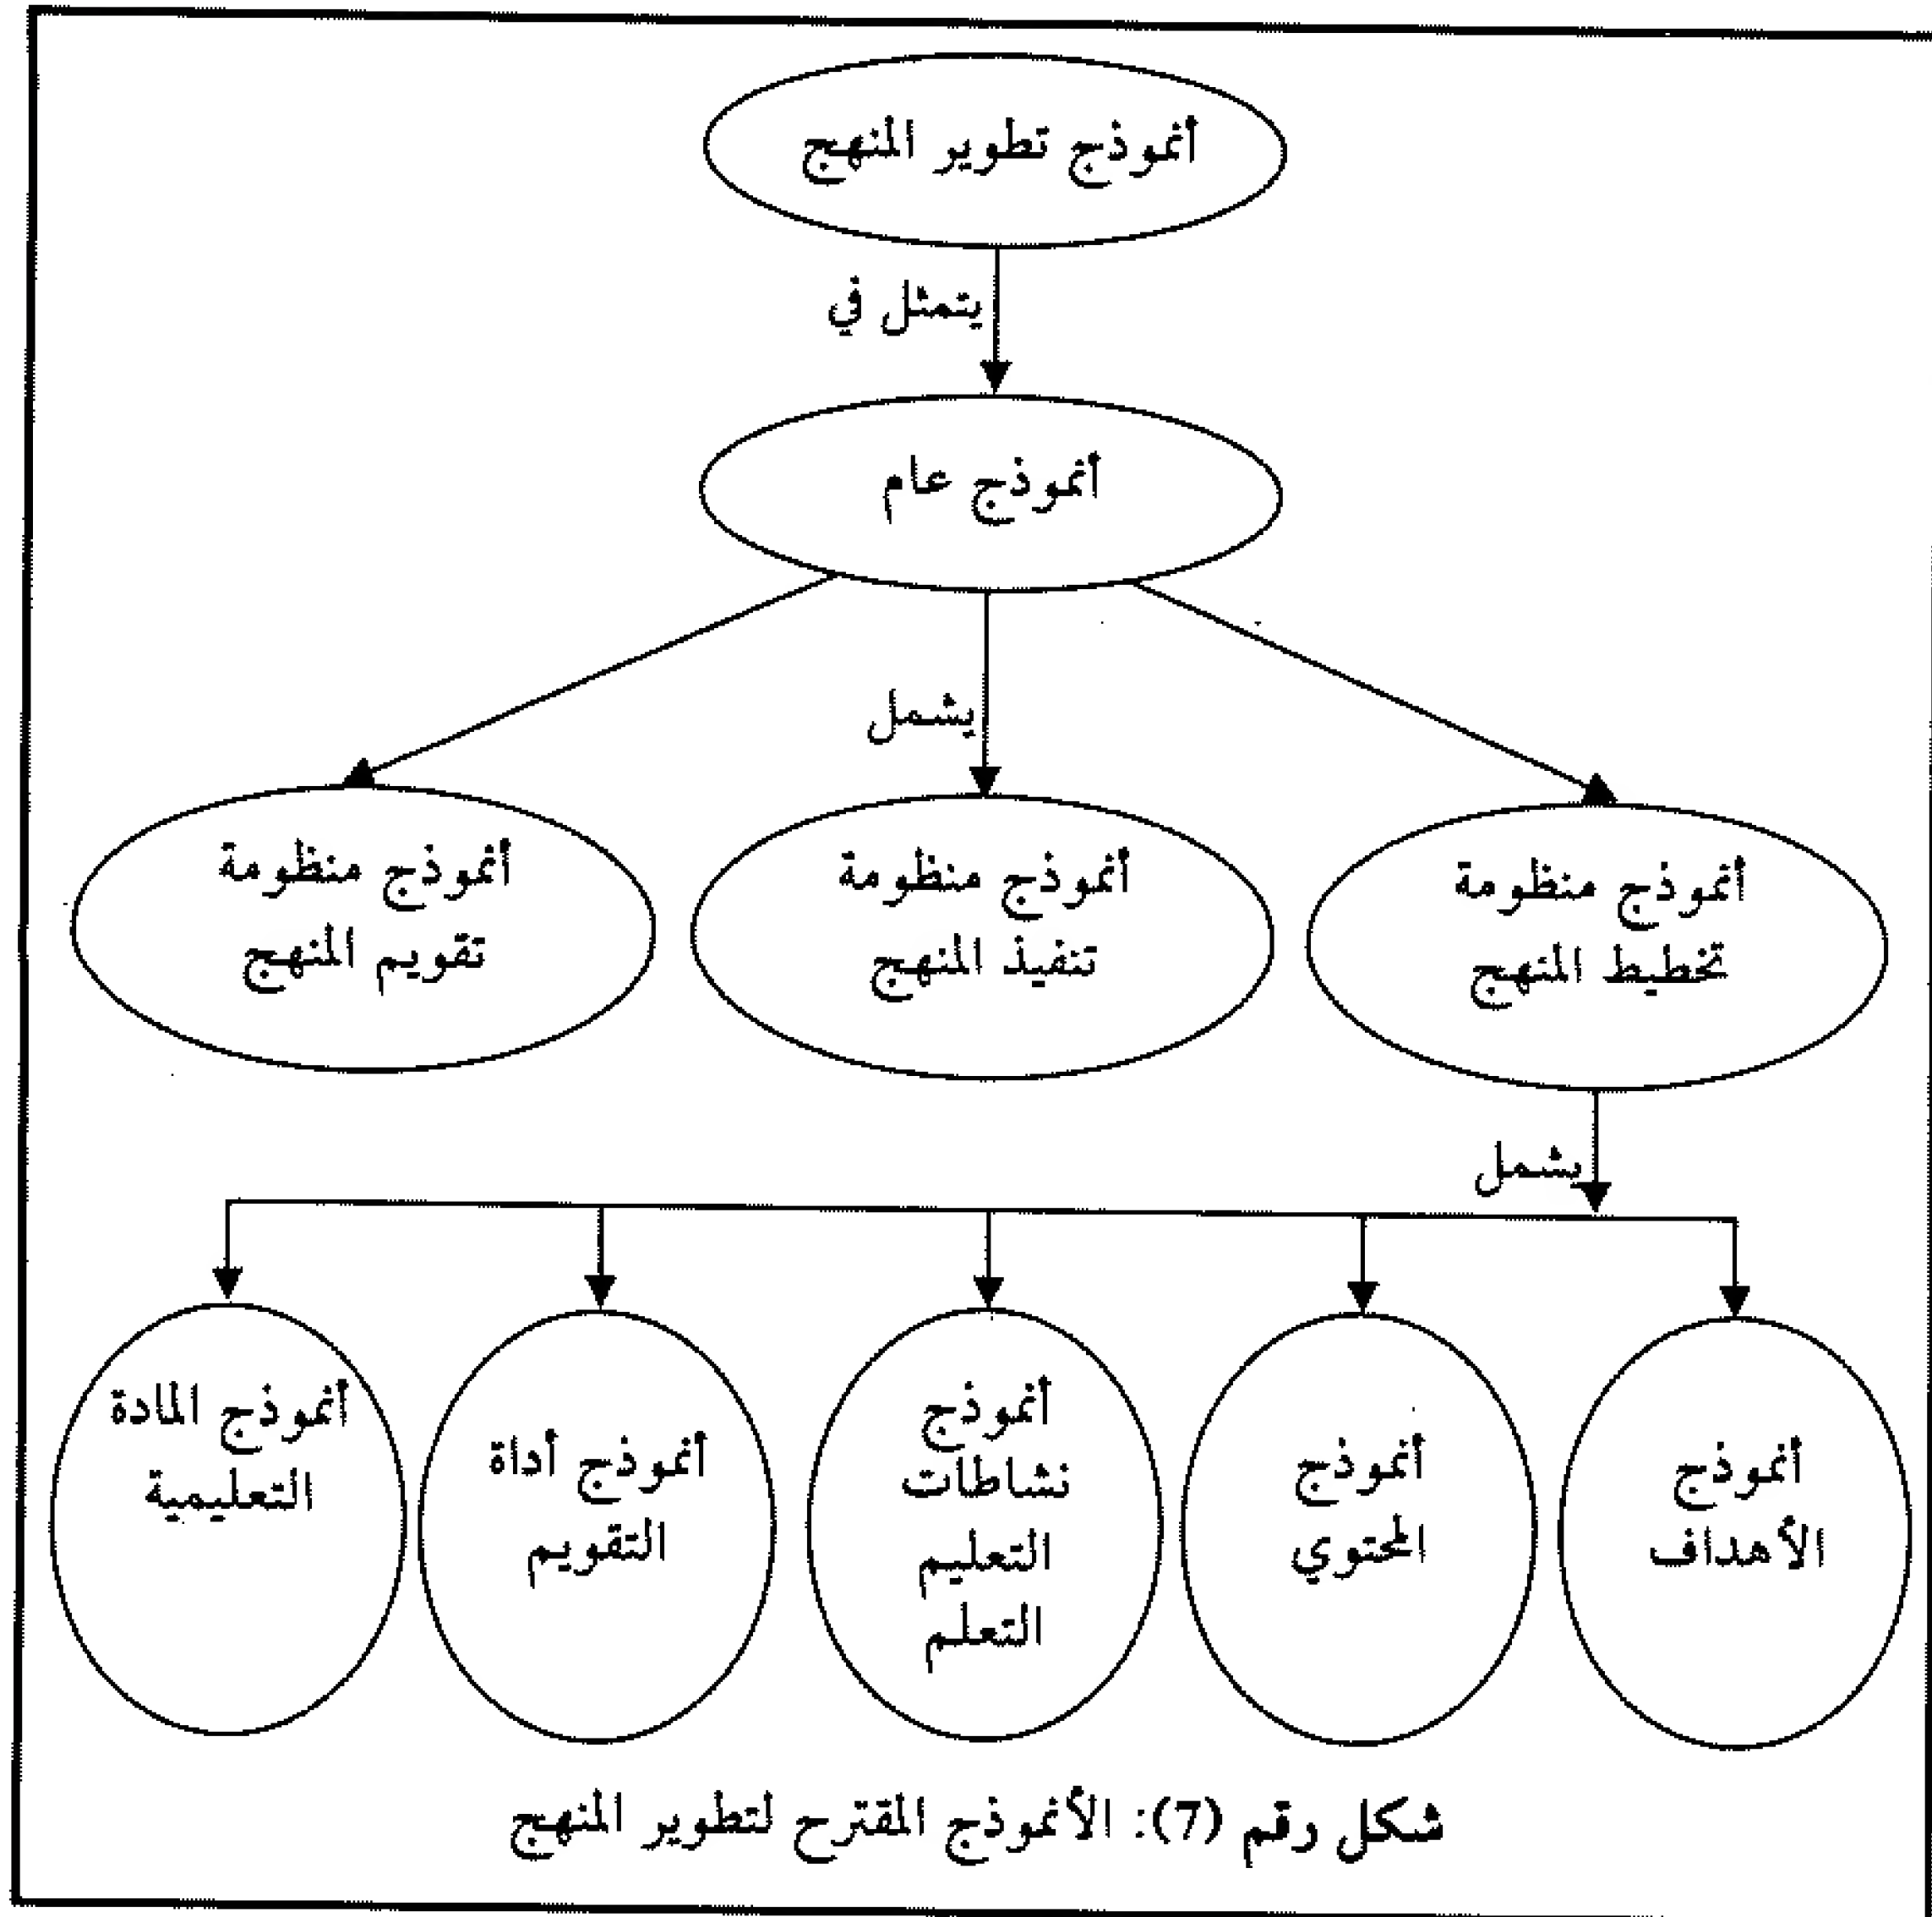 أنموذج تطوير المنهج
يتمثل في
أنموذج عام
يشمل
أنموذج منظومة
تخطيط المنهج
أنموذج منظومة
تنفيذ المنهج
أنموذج منظومة
تقويم المنهج
يشمل
أنموذج
الأهداف
أنموذج
المحتوي
أنموذج
نشاطات
التعليم
التعلم
أنموذج أداة
التقويم
أنموذج المادة
التعليمية
شكل رقم (7): الأنموذج المقترح لتطوير المنهج